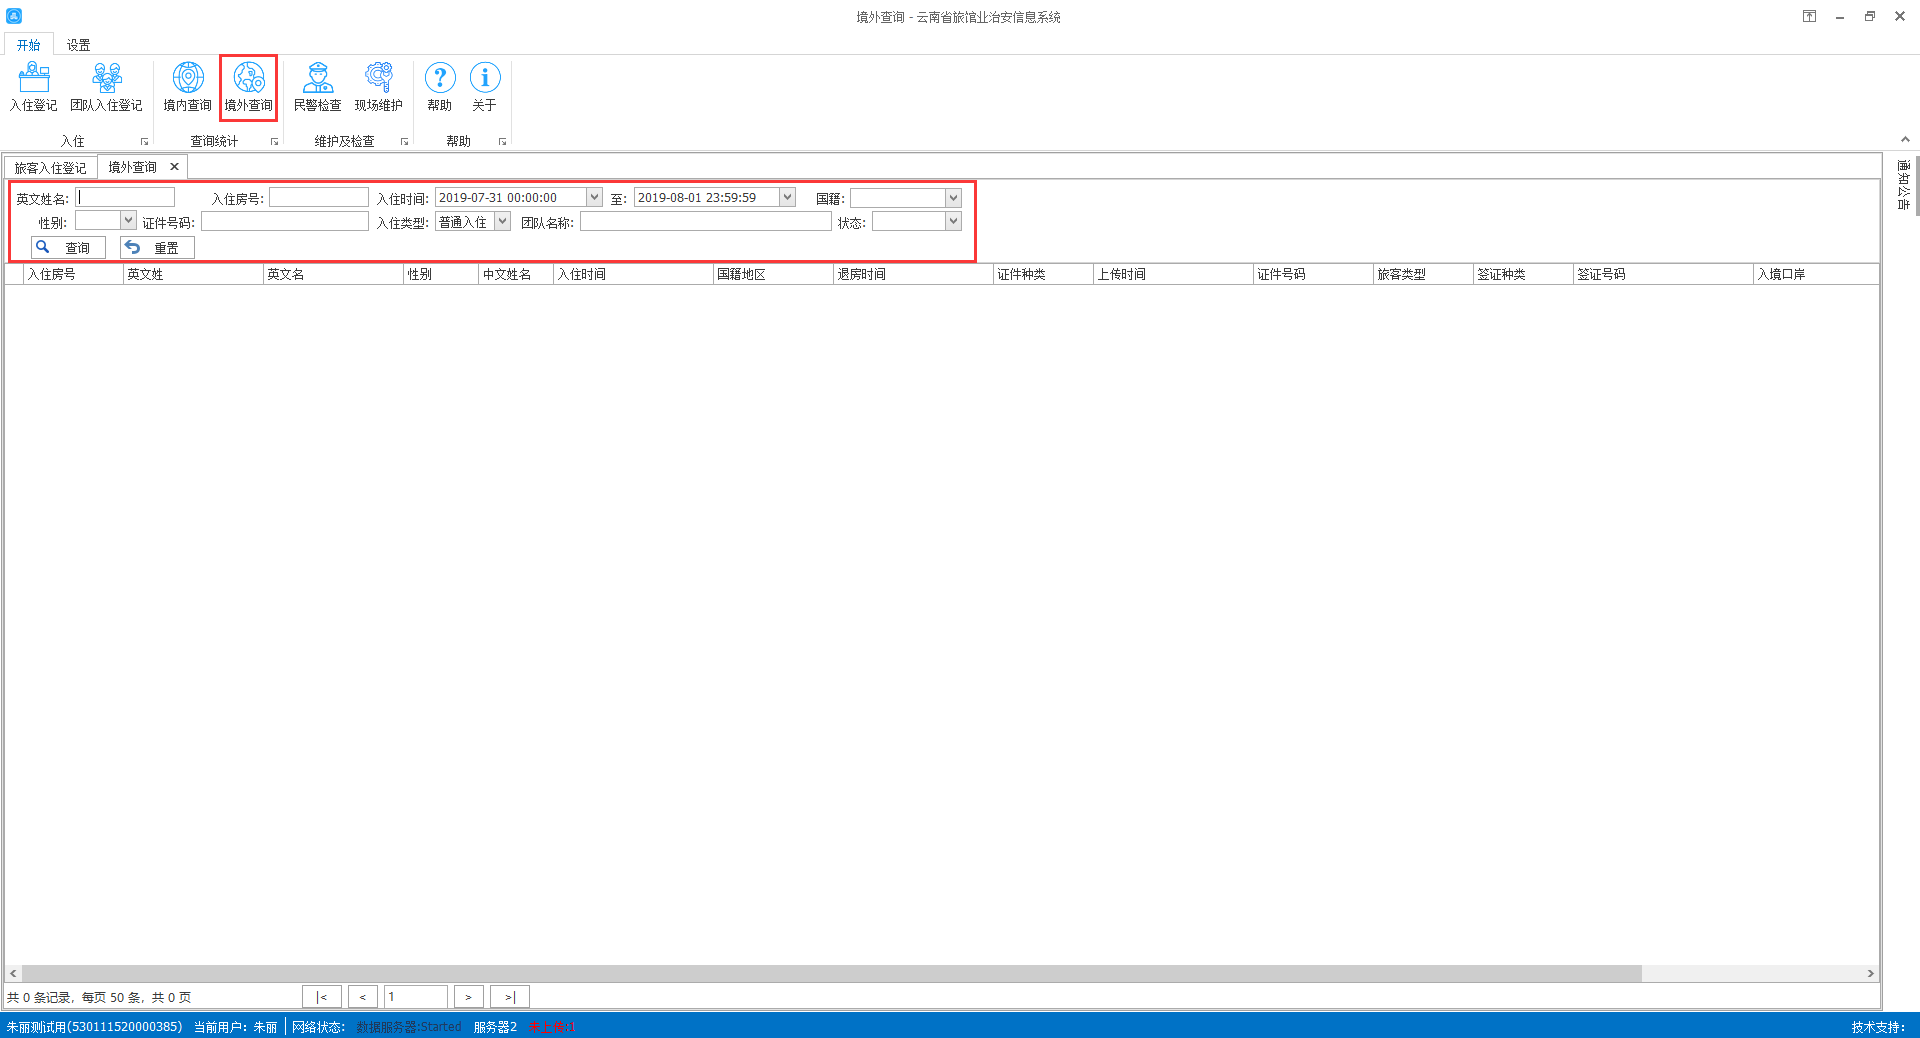 境外查询 - 云南省旅馆业治安信息系统
开始 设置
入住登记 团队入住登记 境内查询 境外查询 民警检查 现场维护 帮助 关于
入住 查询统计 维护及检查 帮助
旅客入住登记 境外查询
通知公告
英文姓名: 入住房号: 入住时间: 2019-07-31 00:00:00 至: 2019-08-01 23:59:59 国籍:
性别: 证件号码: 入住类型: 普通入住 团队名称: 状态:
查询 重置
入住房号 英文姓 英文名 性别 中文姓名 入住时间 国籍地区 退房时间 证件种类 上传时间 证件号码 旅客类型 签证种类 签证号码 入境口岸
共 0 条记录，每页 50 条，共 0 页 |< < 1 > >|
朱丽测试用(530111520000385) 当前用户：朱丽 网络状态: 数据服务器:Started 服务器2 技术支持: